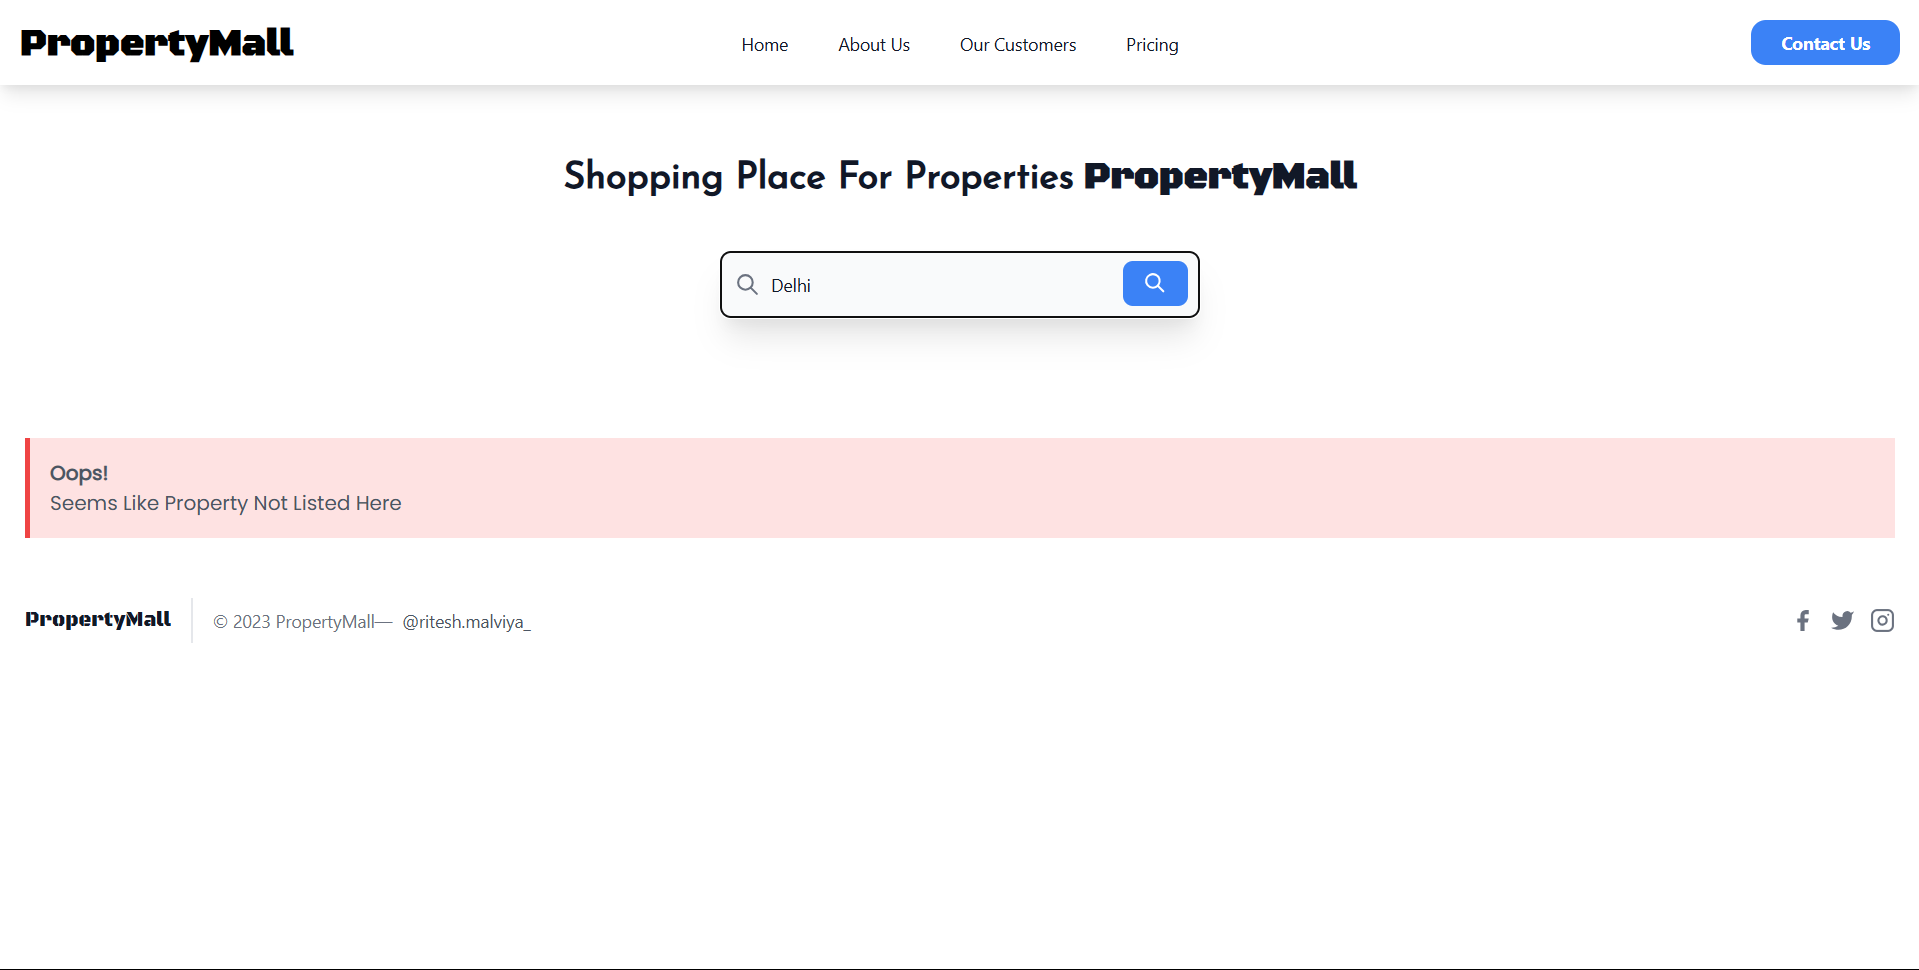 PropertyMall
Home
About Us
Our Customers
Pricing
Contact Us
Shopping Place For Properties PropertyMall
Delhi
Oops!
Seems Like Property Not Listed Here
PropertyMall
© 2023 PropertyMall— @ritesh.malviya_